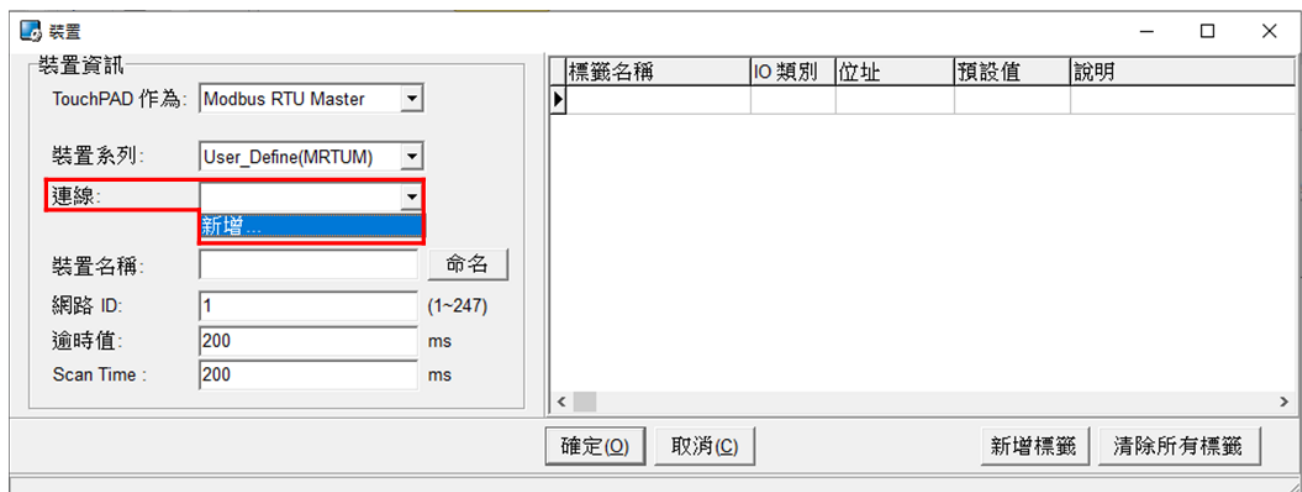 裝置
裝置資訊
TouchPAD 作為: Modbus RTU Master
裝置系列: User_Define(MRTUM)
連線:
新增...
裝置名稱: 命名
網路 ID: 1 (1~247)
逾時值: 200 ms
Scan Time : 200 ms
標籤名稱 IO 類別 位址 預設值 說明
確定(O) 取消(C) 新增標籤 清除所有標籤